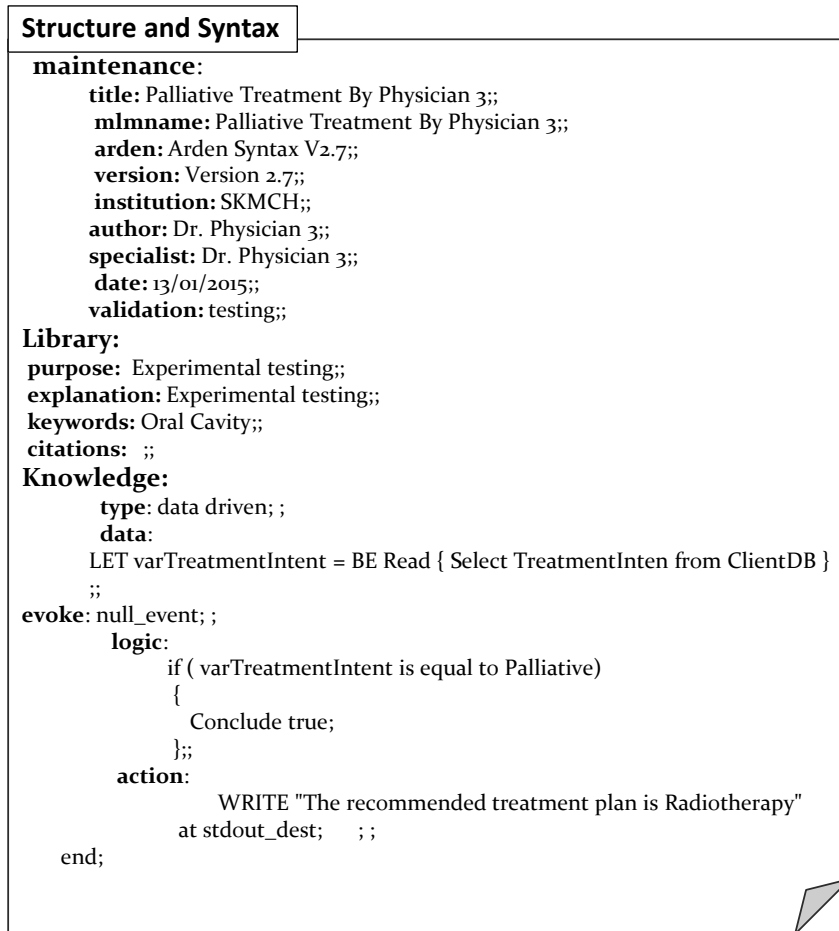 Structure and Syntax
maintenance:
title: Palliative Treatment By Physician 3;;
mlmname: Palliative Treatment By Physician 3;;
arden: Arden Syntax V2.7;;
version: Version 2.7;;
institution: SKMCH;;
author: Dr. Physician 3;;
specialist: Dr. Physician 3;;
date: 13/01/2015;;
validation: testing;;
Library:
purpose: Experimental testing;;
explanation: Experimental testing;;
keywords: Oral Cavity;;
citations: ;;
Knowledge:
type: data driven; ;
data:
LET varTreatmentIntent = BE Read { Select TreatmentInten from ClientDB }
;;
evoke: null_event; ;
logic:
if ( varTreatmentIntent is equal to Palliative)
{
Conclude true;
};;
action:
WRITE "The recommended treatment plan is Radiotherapy"
at stdout_dest; ; ;
end;